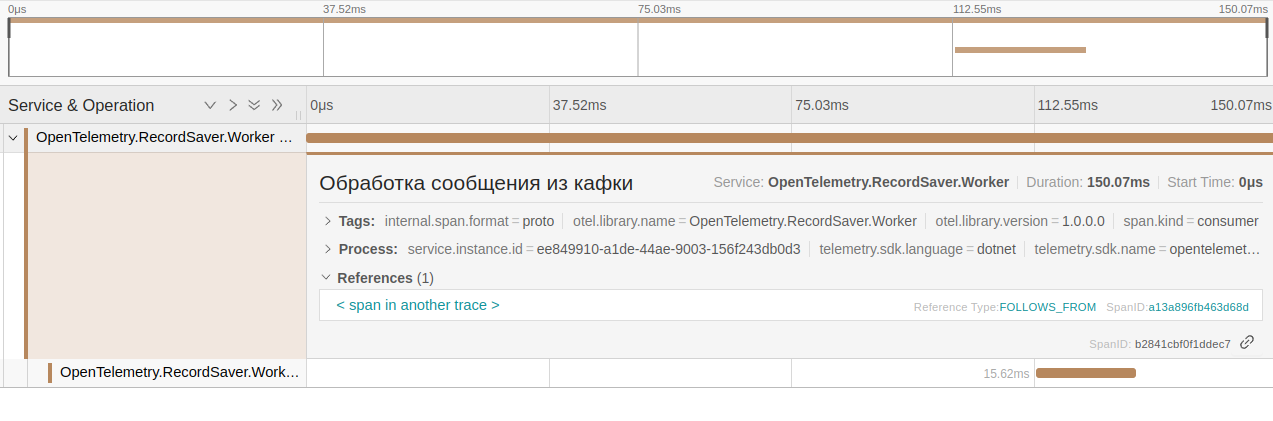 0μs 37.52ms 75.03ms 112.55ms 150.07ms
Service & Operation 0μs 37.52ms 75.03ms 112.55ms 150.07ms
OpenTelemetry.RecordSaver.Worker ...
Обработка сообщения из кафки Service: OpenTelemetry.RecordSaver.Worker Duration: 150.07ms Start Time: 0μs
Tags: internal.span.format = proto otel.library.name = OpenTelemetry.RecordSaver.Worker otel.library.version = 1.0.0.0 span.kind = consumer
Process: service.instance.id = ee849910-a1de-44ae-9003-156f243db0d3 telemetry.sdk.language = dotnet telemetry.sdk.name = opentelemet...
References (1)
< span in another trace > Reference Type:FOLLOWS_FROM SpanID:a13a896fb463d68d
SpanID: b2841cbf0f1ddec7
OpenTelemetry.RecordSaver.Work... 15.62ms